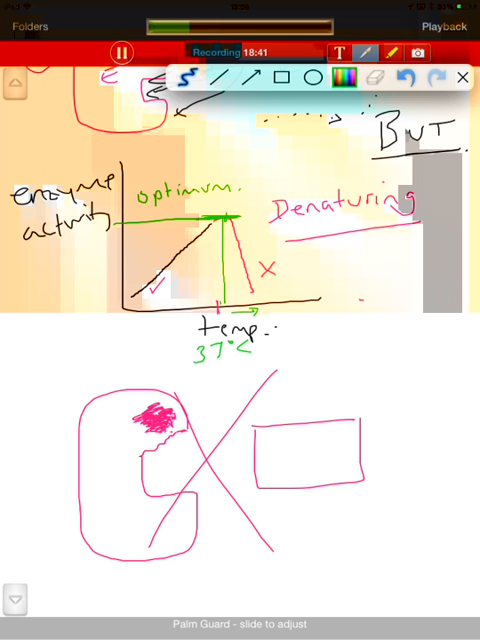 Folders
Playback
Recording 18:41
T
BUT
enzyme
activity
optimum.
Denaturing
X
temp.
37°C
Palm Guard - slide to adjust